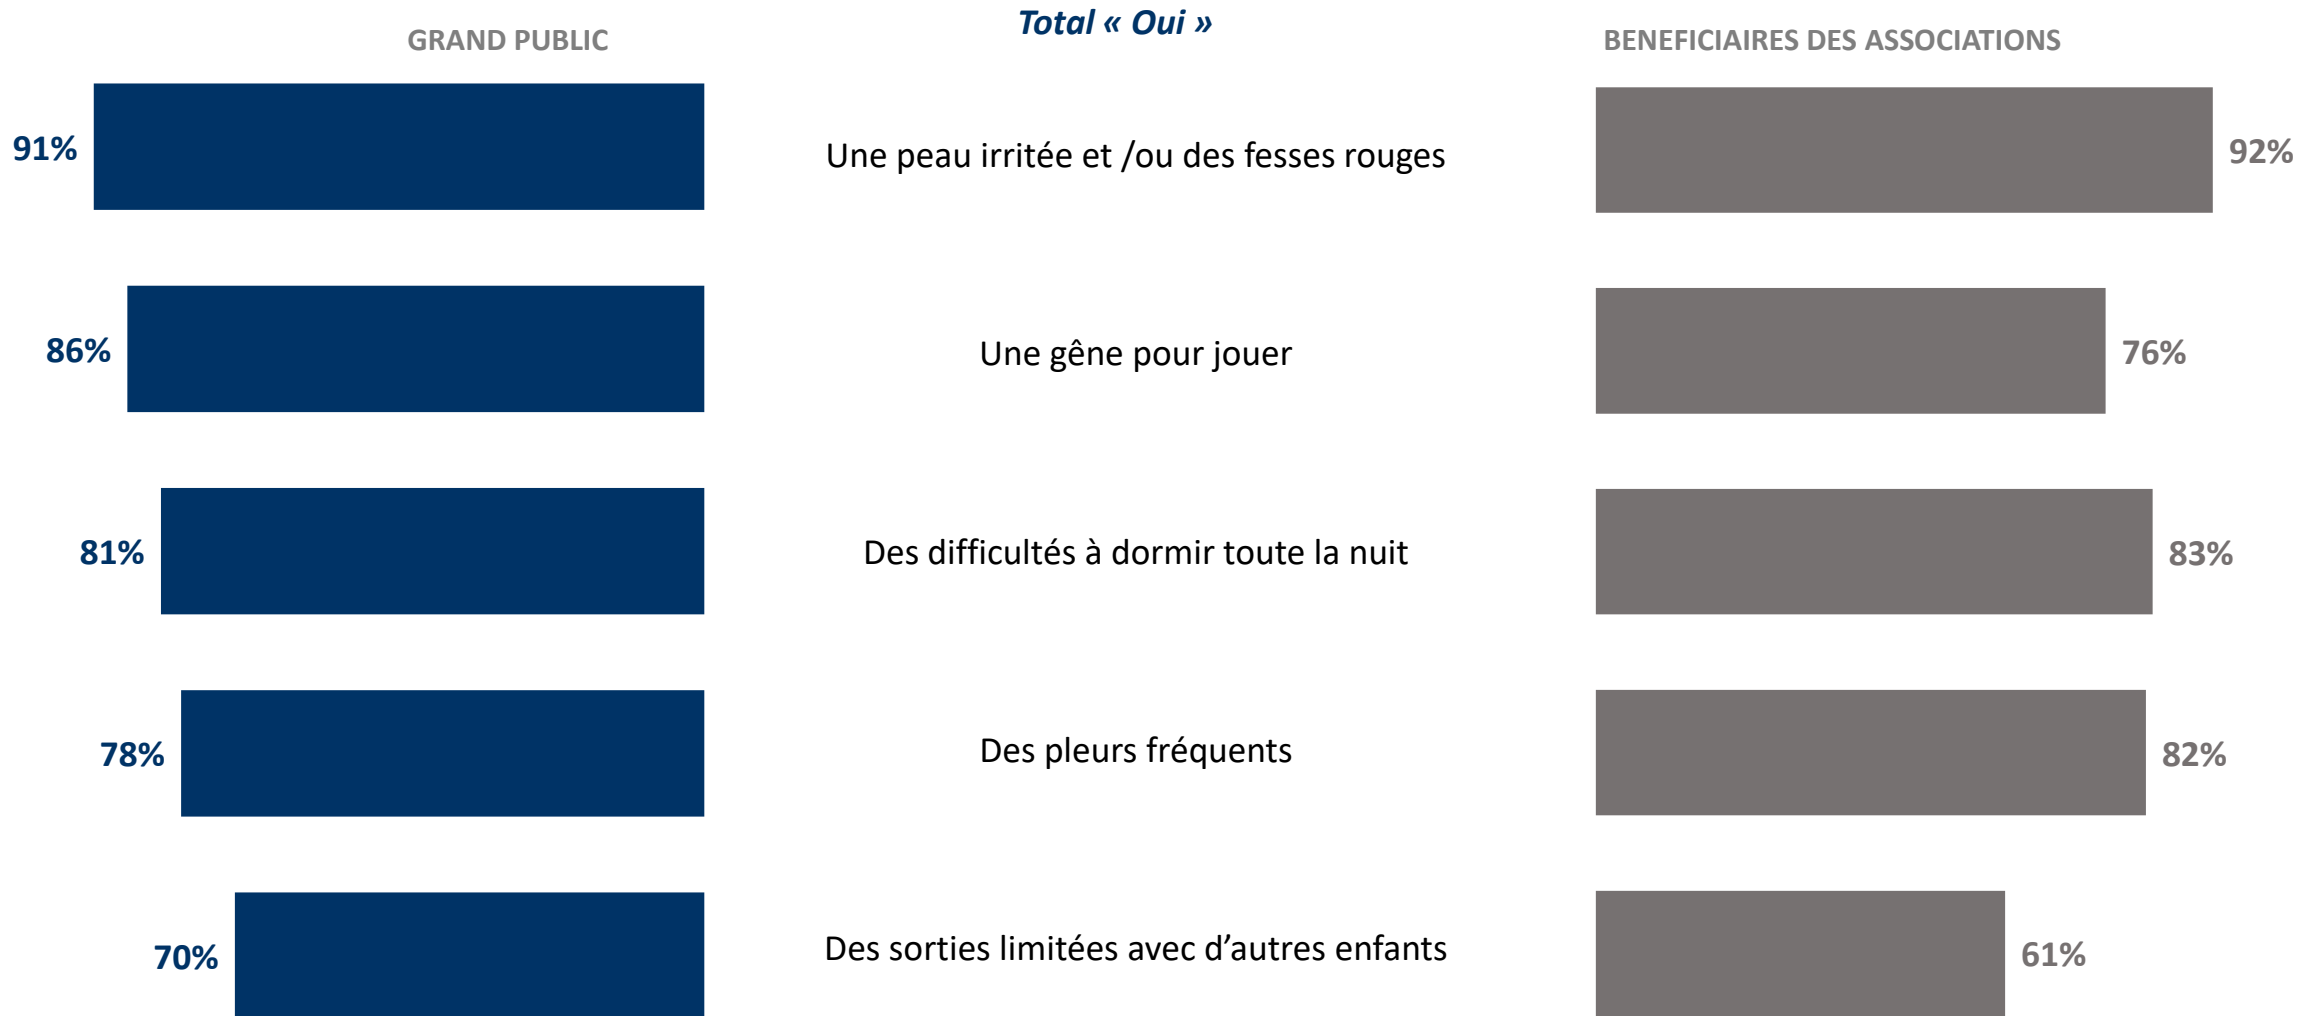 Total « Oui »
GRAND PUBLIC
BENEFICIAIRES DES ASSOCIATIONS
91%
Une peau irritée et /ou des fesses rouges
92%
86%
Une gêne pour jouer
76%
81%
Des difficultés à dormir toute la nuit
83%
78%
Des pleurs fréquents
82%
70%
Des sorties limitées avec d’autres enfants
61%